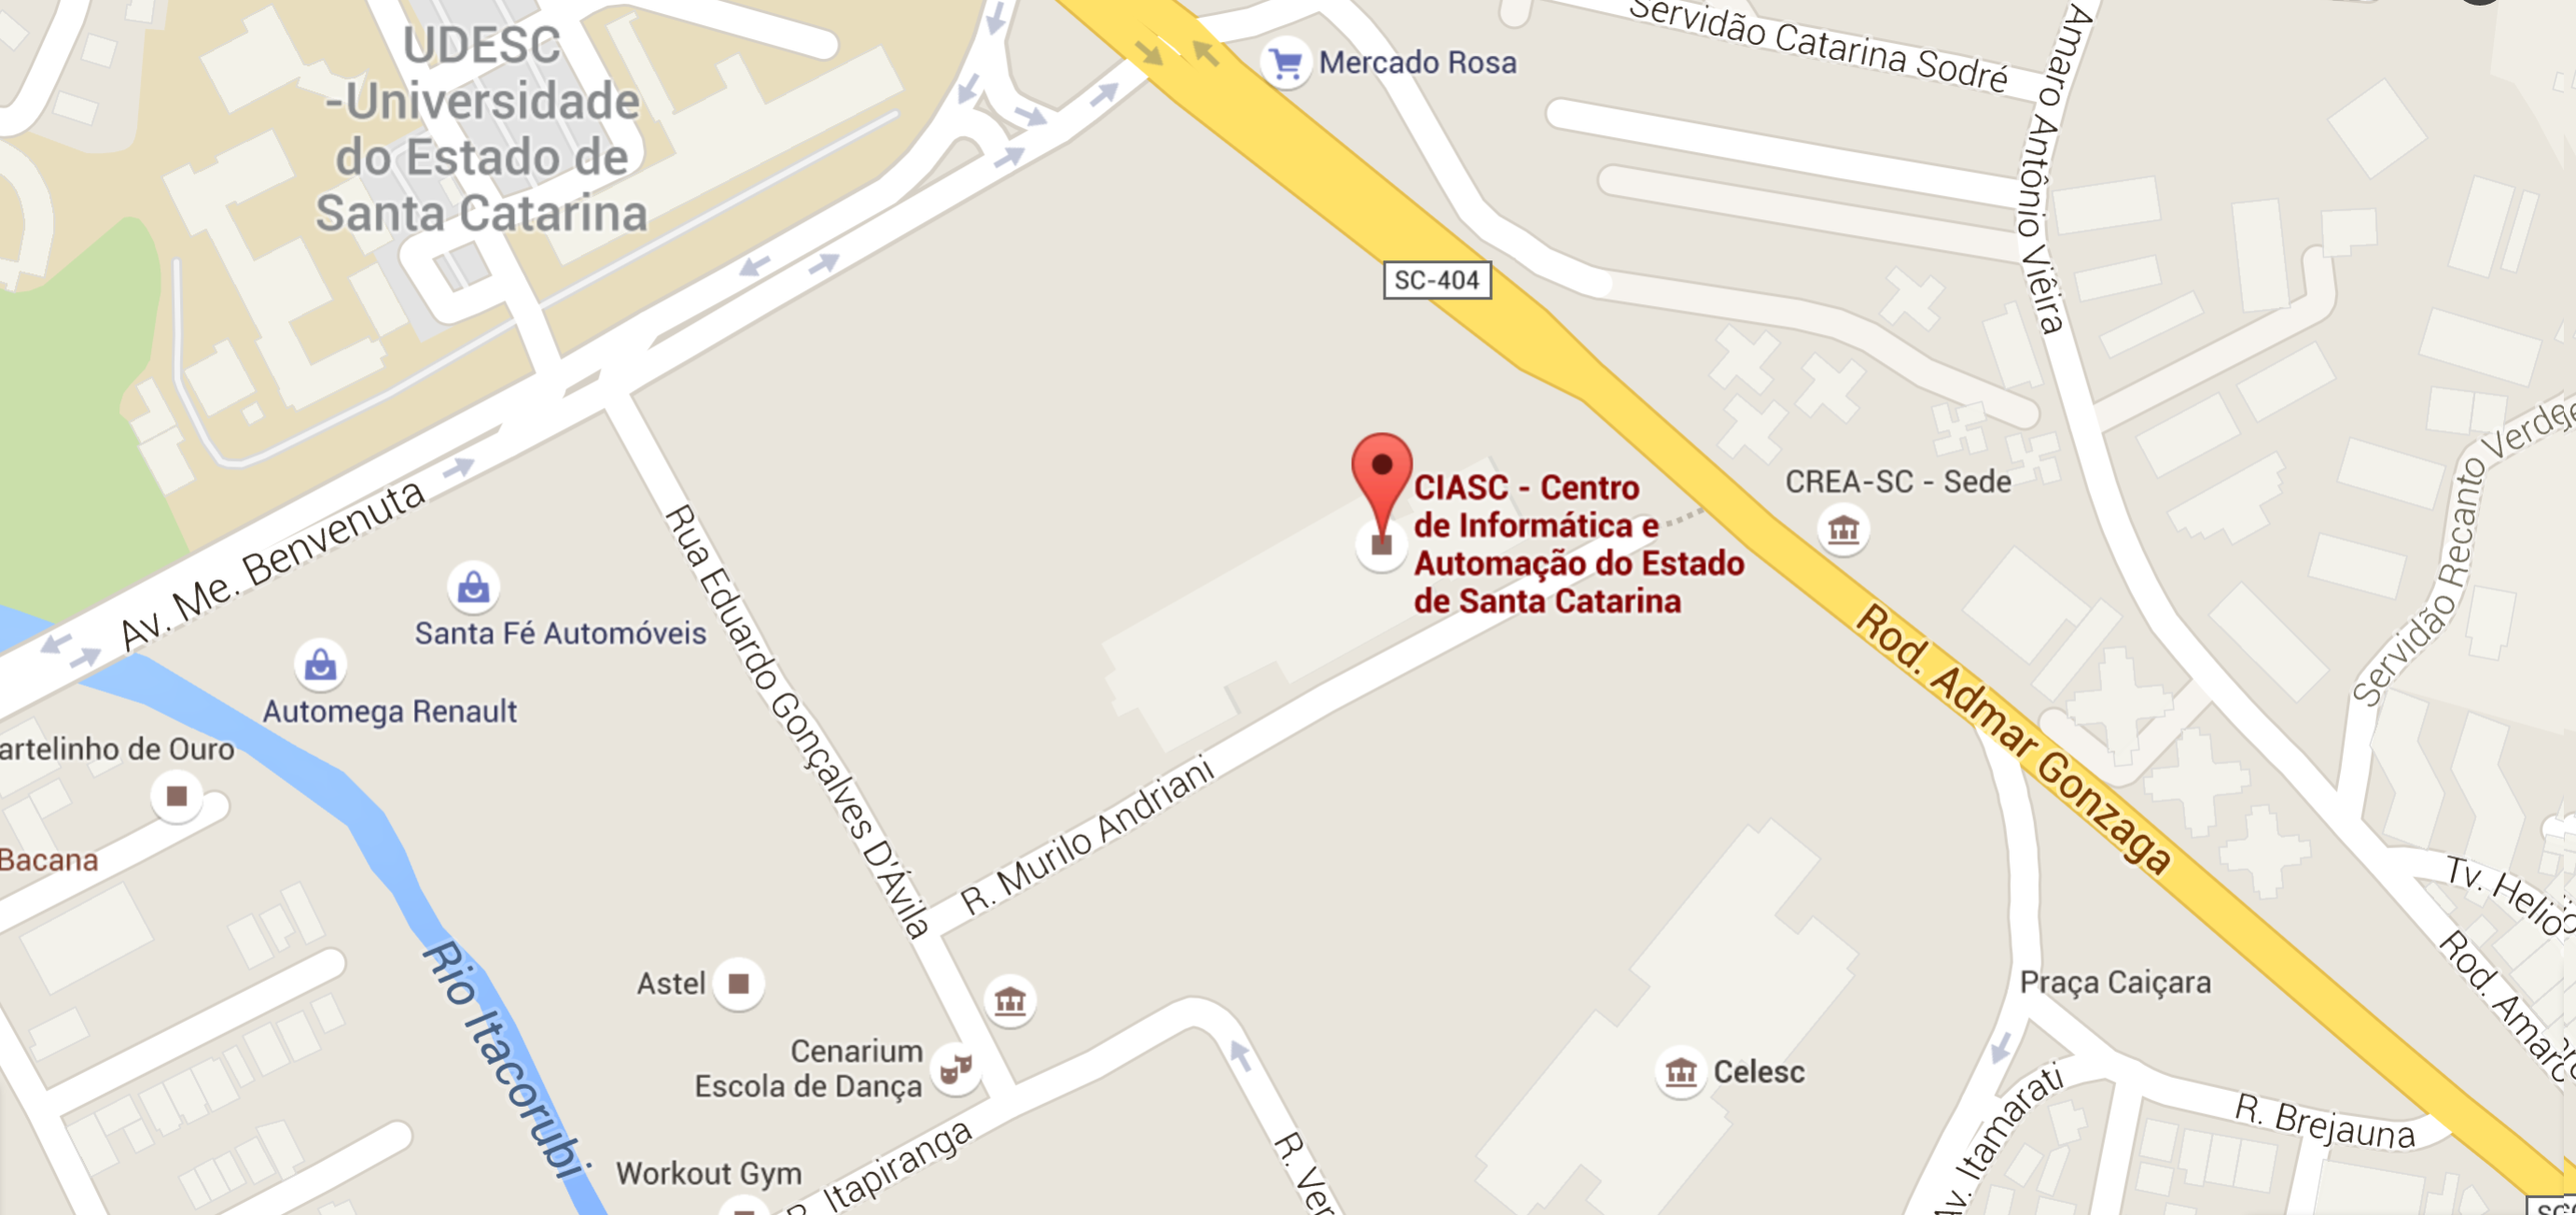 UDESC
-Universidade
do Estado de
Santa Catarina
Mercado Rosa
Servidão Catarina Sodré
Amaro Antônio Vieira
SC-404
CIASC - Centro
de Informática e
Automação do Estado
de Santa Catarina
CREA-SC - Sede
Servidão Recanto Verde
Av. Me. Benvenuta
Rua Eduardo Gonçalves D'Ávila
Santa Fé Automóveis
Automega Renault
artelinho de Ouro
Bacana
Rio Itacorubi
R. Murilo Andriani
Rod. Admar Gonzaga
Tv. Helio
Rod. Amaro
Praça Caiçara
Astel
Cenarium
Escola de Dança
Celesc
R. Brejauna
Av. Itamarati
Workout Gym
R. Itapiranga
R. Ver